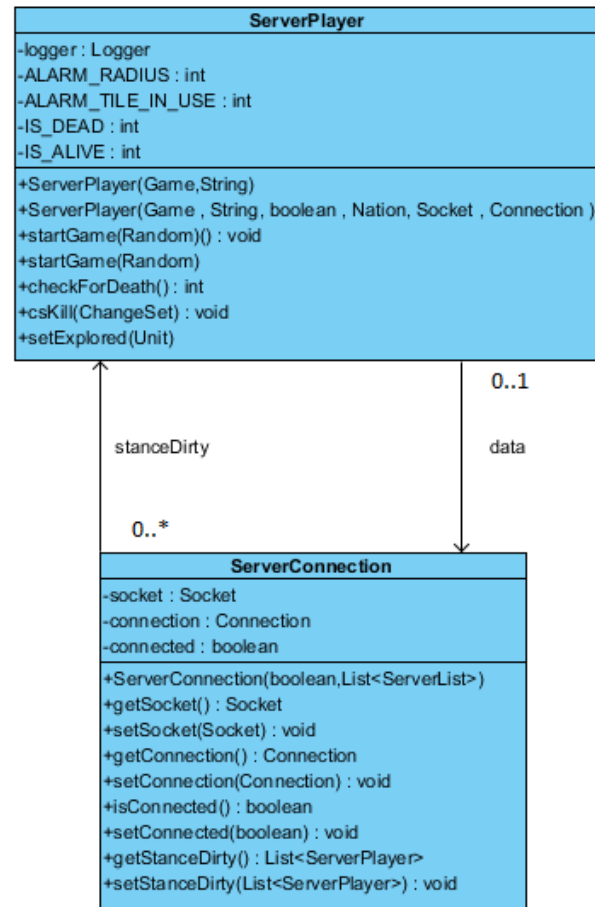 ServerPlayer
-logger : Logger
-ALARM_RADIUS : int
-ALARM_TILE_IN_USE : int
-IS_DEAD : int
-IS_ALIVE : int
+ServerPlayer(Game,String)
+ServerPlayer(Game , String, boolean , Nation, Socket , Connection )
+startGame(Random)() : void
+startGame(Random)
+checkForDeath() : int
+csKill(ChangeSet) : void
+setExplored(Unit)
0..1
stanceDirty
data
0..*
ServerConnection
-socket : Socket
-connection : Connection
-connected : boolean
+ServerConnection(boolean,List<ServerList>)
+getSocket() : Socket
+setSocket(Socket) : void
+getConnection() : Connection
+setConnection(Connection) : void
+isConnected() : boolean
+setConnected(boolean) : void
+getStanceDirty() : List<ServerPlayer>
+setStanceDirty(List<ServerPlayer>) : void